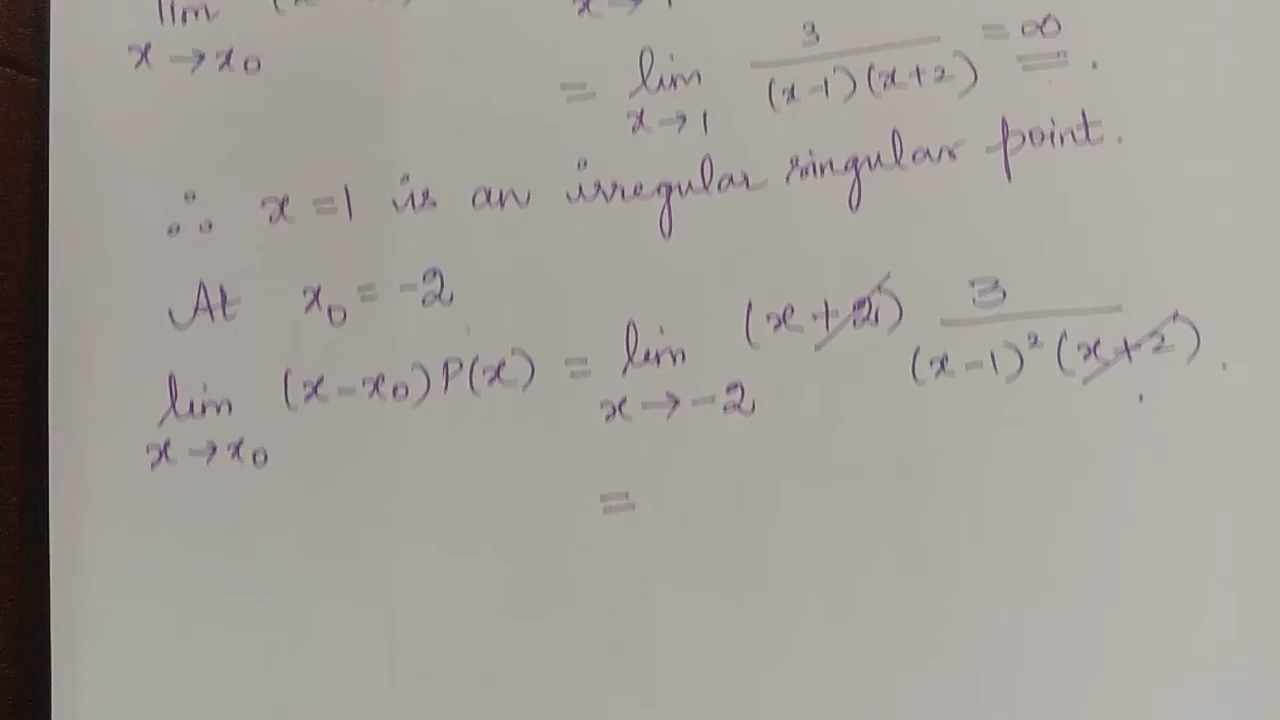 lim
x → x₀
= lim 3 / (x-1)(x+2) = ∞.
x → 1
∴ x = 1 is an irregular singular point.
At x₀ = -2
lim (x-x₀) P(x) = lim (x+2) 3 / (x-1)² (x+2).
x → x₀ x → -2
=